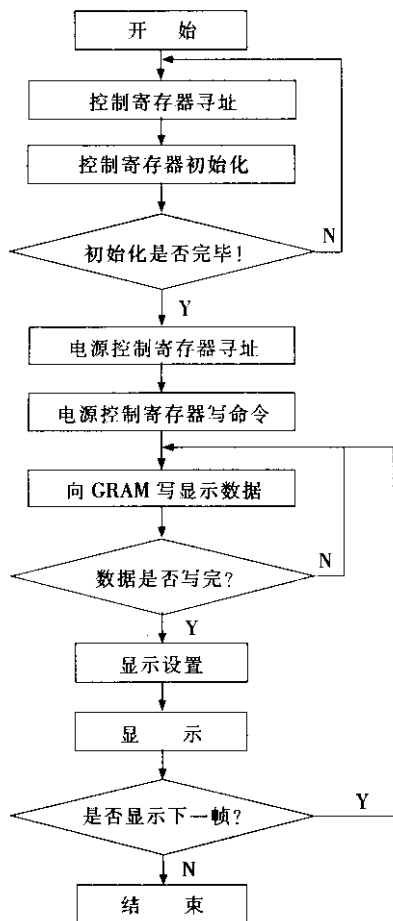 开 始
控制寄存器寻址
控制寄存器初始化
初始化是否完毕!
N
Y
电源控制寄存器寻址
电源控制寄存器写命令
向 GRAM 写显示数据
数据是否写完?
N
Y
显示设置
显 示
是否显示下一帧?
Y
N
结 束